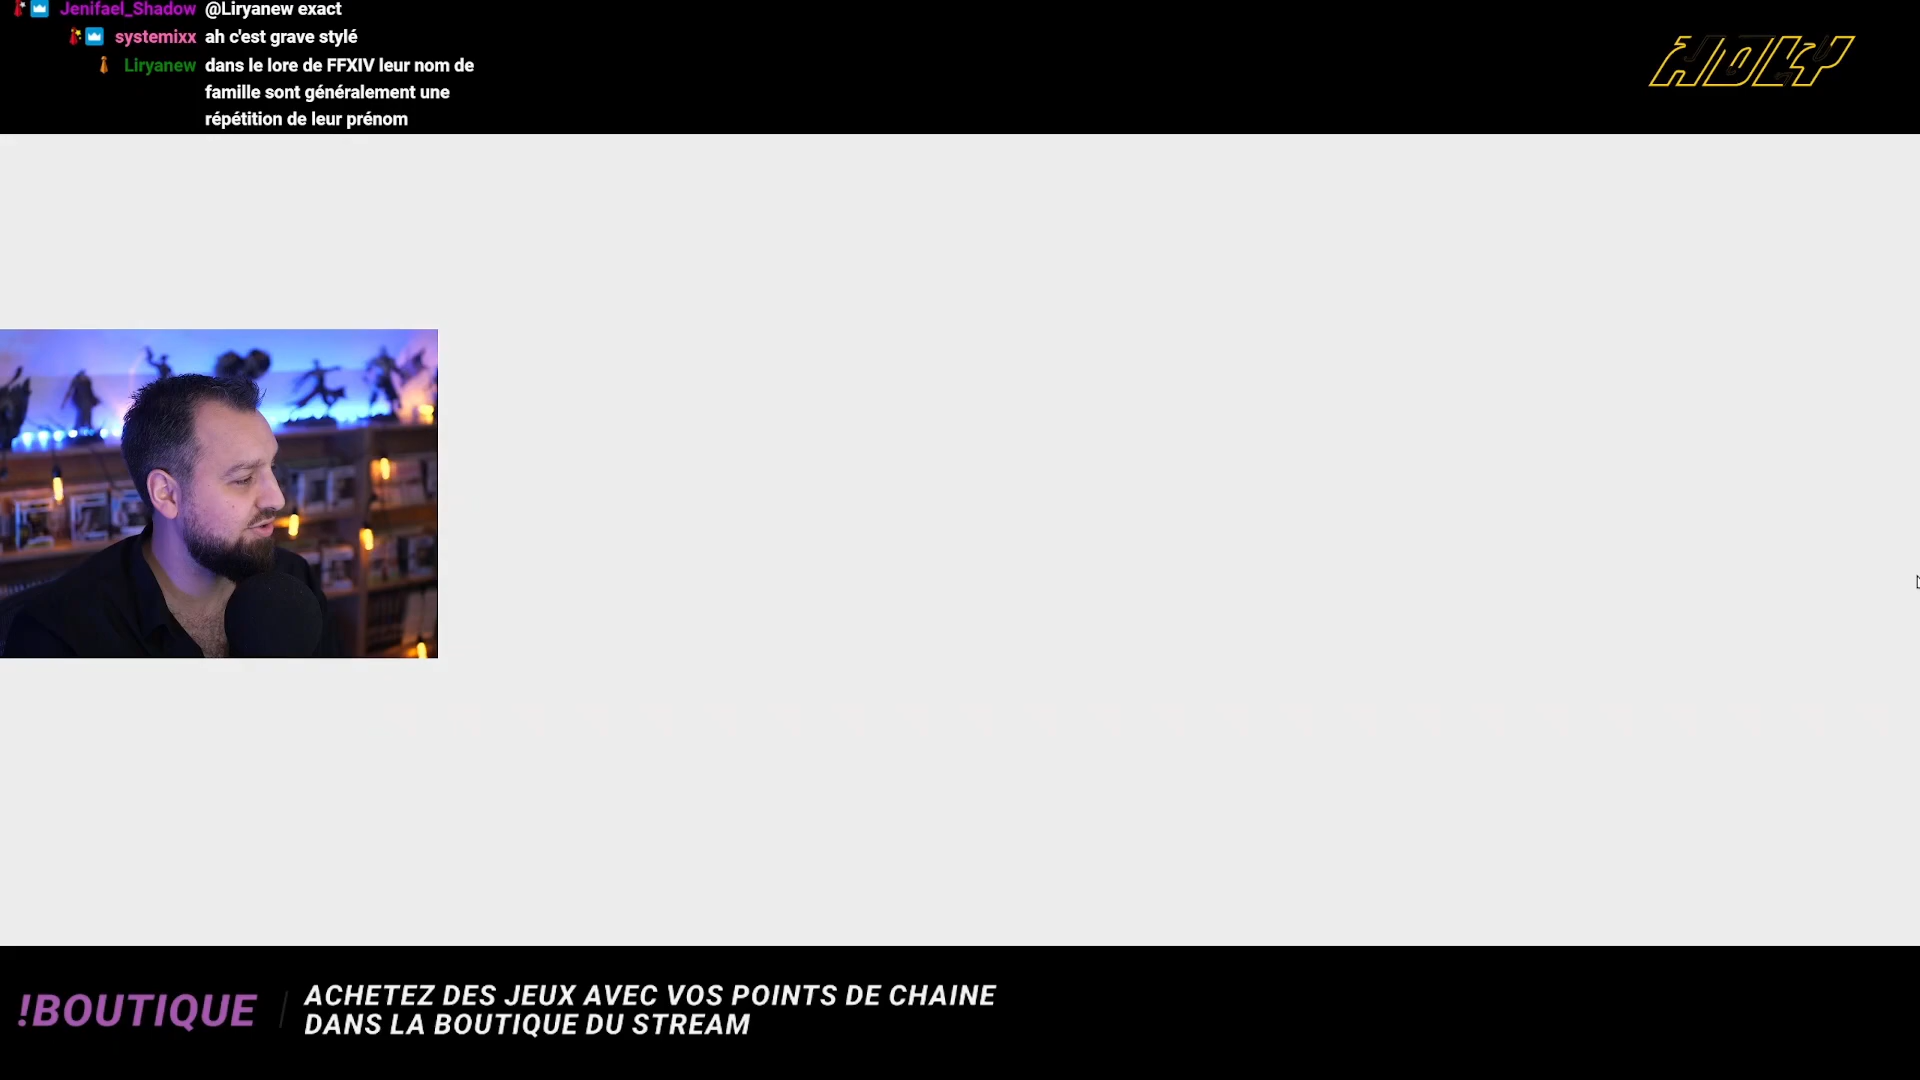 Jenifael_Shadow @Liryanew exact
systemixx ah c'est grave stylé
Liryanew dans le lore de FFXIV leur nom de
famille sont généralement une
répétition de leur prénom
HOLY
!BOUTIQUE
ACHETEZ DES JEUX AVEC VOS POINTS DE CHAINE
DANS LA BOUTIQUE DU STREAM